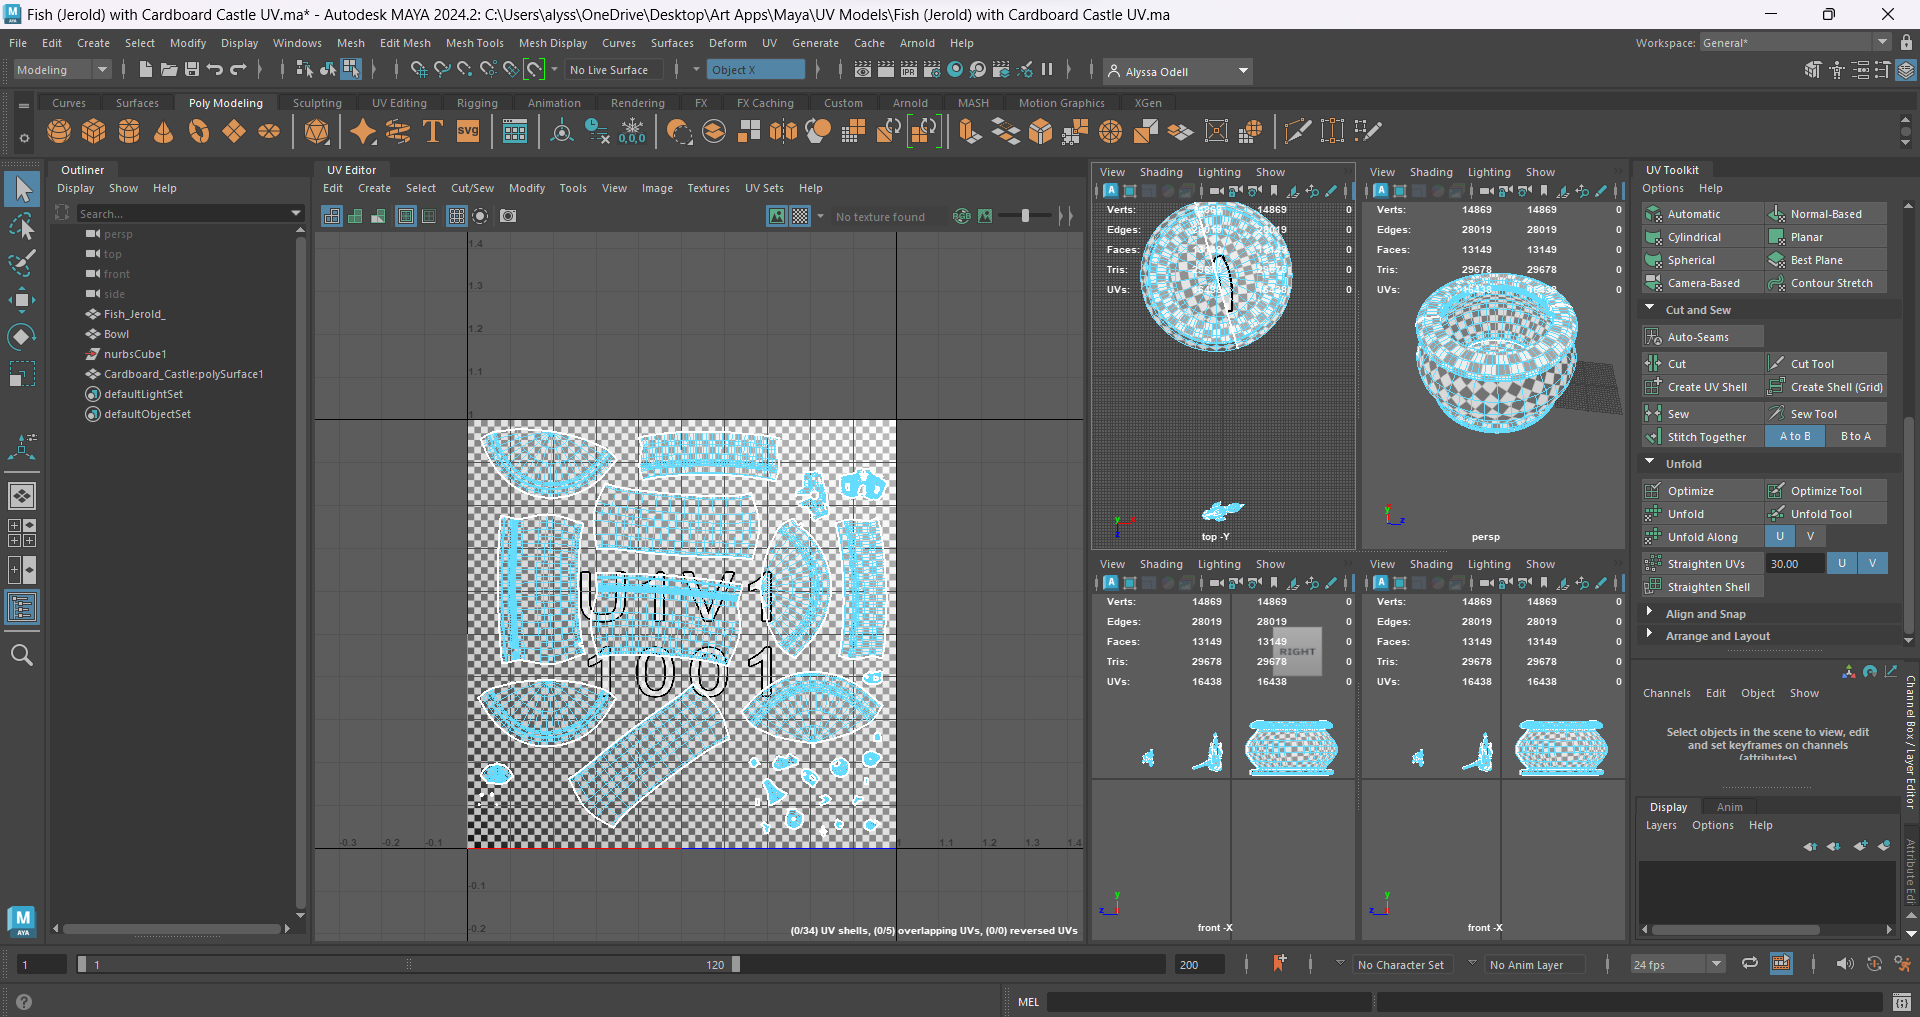 Fish (Jerold) with Cardboard Castle UV.ma* - Autodesk MAYA 2024.2: C:\Users\alyss\OneDrive\Desktop\Art Apps\Maya\UV Models\Fish (Jerold) with Cardboard Castle UV.ma
File Edit Create Select Modify Display Windows Mesh Edit Mesh Mesh Tools Mesh Display Curves Surfaces Deform UV Generate Cache Arnold Help
Workspace: General*
Modeling No Live Surface Object X Alyssa Odell
Curves Surfaces Poly Modeling Sculpting UV Editing Rigging Animation Rendering FX FX Caching Custom Arnold MASH Motion Graphics XGen
Outliner
Display Show Help
Search...
persp
top
front
side
Fish_Jerold_
Bowl
nurbsCube1
Cardboard_Castle:polySurface1
defaultLightSet
defaultObjectSet
UV Editor
Edit Create Select Cut/Sew Modify Tools View Image Textures UV Sets Help
No texture found
1.4
1.3
1.2
1.1
1
U1V1
1001
-0.3 -0.2 -0.1 1 1.1 1.2 1.3 1.4
-0.1
-0.2
(0/34) UV shells, (0/5) overlapping UVs, (0/0) reversed UVs
View Shading Lighting Show
Verts: 14869 14869 0
Edges: 28019 28019 0
Faces: 13149 13149 0
Tris: 29678 29678 0
UVs: 16438 16438 0
top -Y
View Shading Lighting Show
Verts: 14869 14869 0
Edges: 28019 28019 0
Faces: 13149 13149 0
Tris: 29678 29678 0
UVs: 16438 16438 0
persp
View Shading Lighting Show
Verts: 14869 14869 0
Edges: 28019 28019 0
Faces: 13149 13149 0
Tris: 29678 29678 0
UVs: 16438 16438 0
RIGHT
front -X
View Shading Lighting Show
Verts: 14869 14869 0
Edges: 28019 28019 0
Faces: 13149 13149 0
Tris: 29678 29678 0
UVs: 16438 16438 0
front -X
UV Toolkit
Options Help
Automatic Normal-Based
Cylindrical Planar
Spherical Best Plane
Camera-Based Contour Stretch
Cut and Sew
Auto-Seams
Cut Cut Tool
Create UV Shell Create Shell (Grid)
Sew Sew Tool
Stitch Together A to B B to A
Unfold
Optimize Optimize Tool
Unfold Unfold Tool
Unfold Along U V
Straighten UVs 30.00 U V
Straighten Shell
Align and Snap
Arrange and Layout
Channels Edit Object Show
Select objects in the scene to view, edit
and set keyframes on channels
(attributes)
Channel Box / Layer Editor
Display Anim
Layers Options Help
Attribute Edi
1 1 120 200 No Character Set No Anim Layer 24 fps
MEL